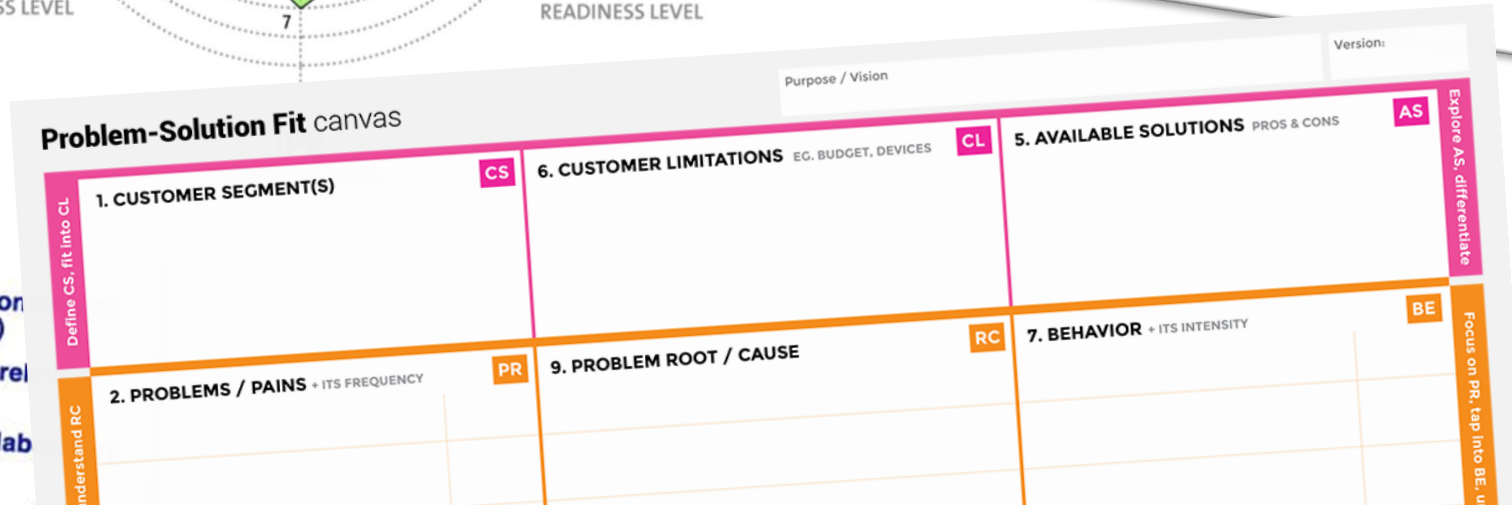 SS LEVEL
7
READINESS LEVEL
Purpose / Vision
Version:
Problem-Solution Fit canvas
Define CS, fit into CL
1. CUSTOMER SEGMENT(S)
CS
6. CUSTOMER LIMITATIONS EG. BUDGET, DEVICES
CL
5. AVAILABLE SOLUTIONS PROS & CONS
AS
Explore AS, differentiate
2. PROBLEMS / PAINS + ITS FREQUENCY
PR
9. PROBLEM ROOT / CAUSE
RC
7. BEHAVIOR + ITS INTENSITY
BE
Focus on PR, tap into BE,
RC